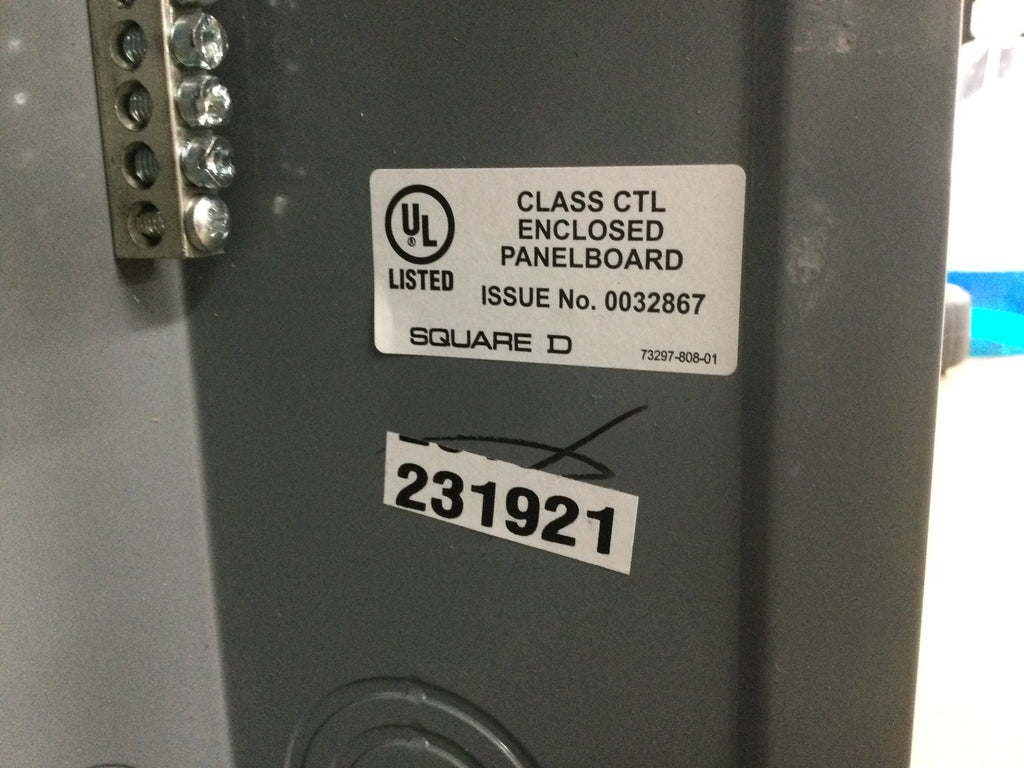 UL
®
LISTED
CLASS CTL
ENCLOSED
PANELBOARD
ISSUE No. 0032867
SQUARE D
73297-808-01
231921